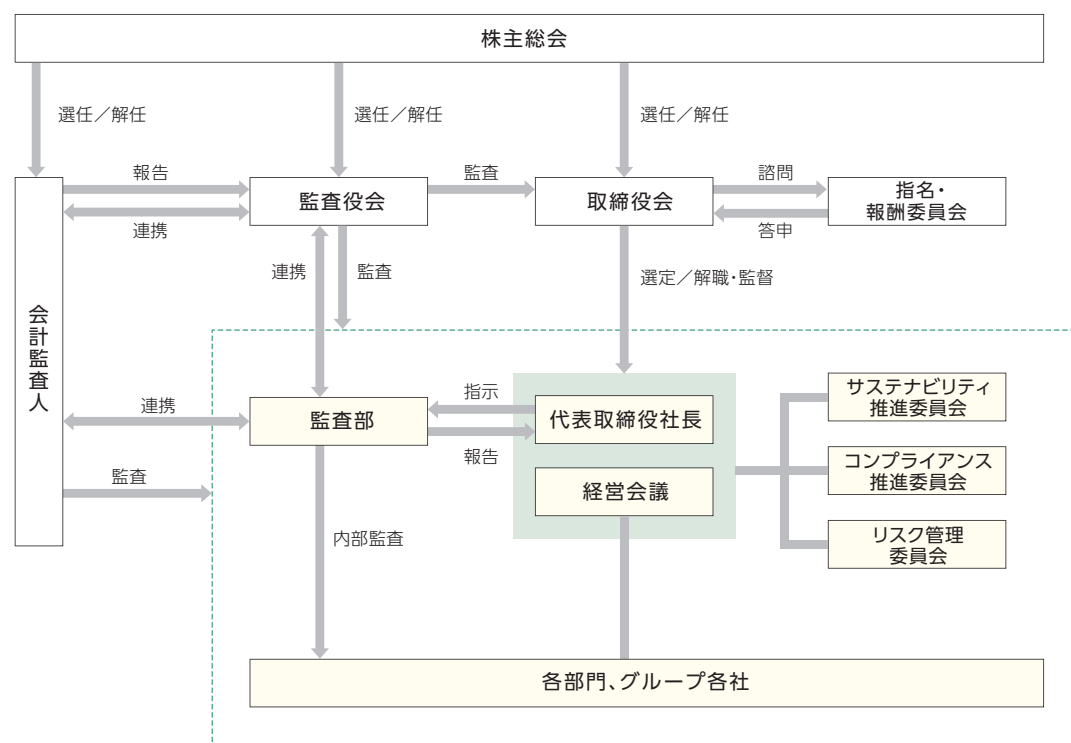 株主総会
選任／解任
選任／解任
選任／解任
報告
監査
諮問
監査役会
取締役会
指名・
報酬委員会
連携
答申
連携
監査
選定／解職・監督
会計監査人
サステナビリティ
推進委員会
指示
連携
監査部
代表取締役社長
報告
コンプライアンス
推進委員会
監査
経営会議
内部監査
リスク管理
委員会
各部門、グループ各社